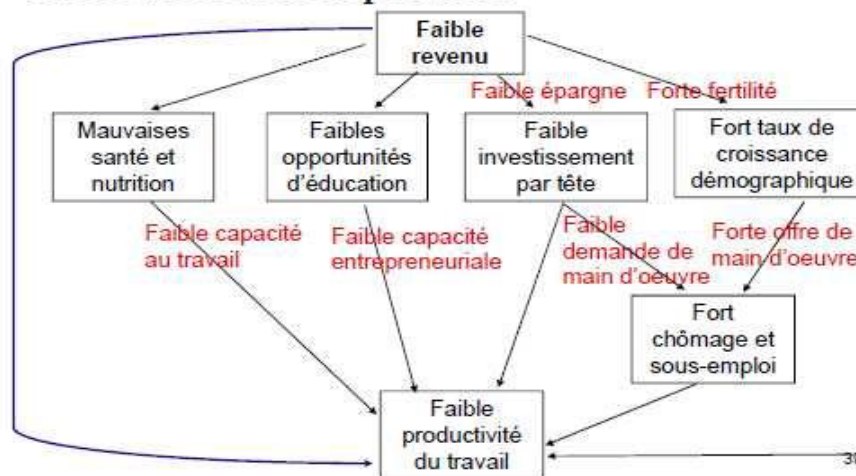 Faible
revenu
Faible épargne
Forte fertilité
Mauvaises
santé et
nutrition
Faibles
opportunités
d'éducation
Faible
investissement
par tête
Fort taux de
croissance
démographique
Faible capacité
au travail
Faible capacité
entrepreneuriale
Faible
demande de
main d'oeuvre
Forte offre de
main d'oeuvre
Fort
chômage et
sous-emploi
Faible
productivité
du travail